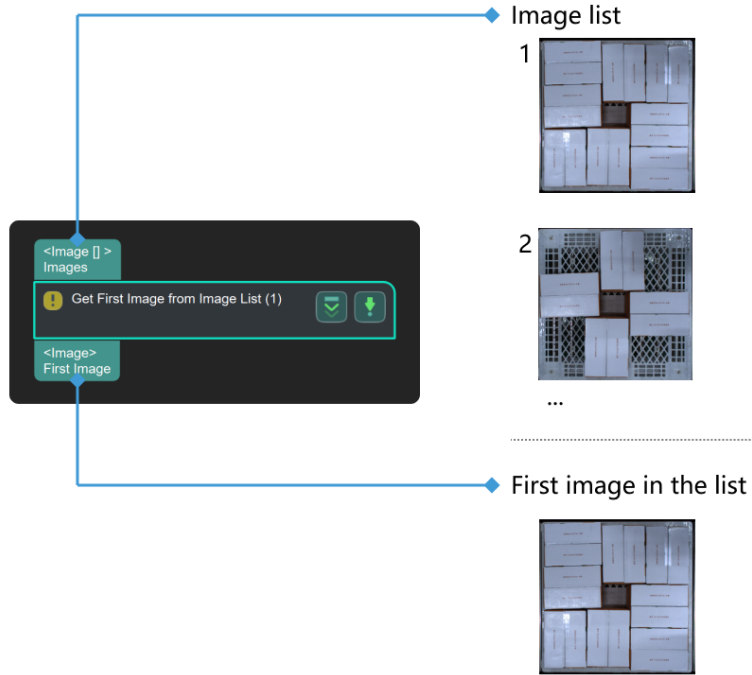 Image list
1
2
...
<Image [] >
Images
Get First Image from Image List (1)
<Image>
First Image
First image in the list